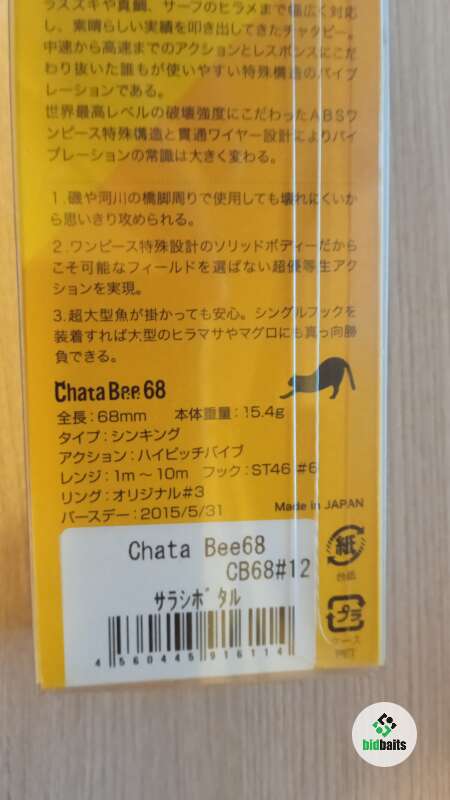 ラスズキや真鯛、サーフのヒラメまで幅広く対応
し、素晴らしい実績を叩き出してきたチャタビー。
中速から高速までのアクションとレスポンスにこだ
わり抜いた誰もが使いやすい特殊構造のバイブ
レーションである。
世界最高レベルの破壊強度にこだわったABSワ
ンピース特殊構造と貫通ワイヤー設計によりバイ
ブレーションの常識は大きく変わる。
1.磯や河川の橋脚周りで使用しても壊れにくいか
ら思いきり攻められる。
2.ワンピース特殊設計のソリッドボディーだから
こそ可能なフィールドを選ばない超優等生アク
ションを実現。
3.超大型魚が掛かっても安心。シングルフックを
装着すれば大型のヒラマサやマグロにも真っ向勝
負できる。
Chata Bee 68
全長:68mm 本体重量:15.4g
タイプ:シンキング
アクション:ハイピッチバイブ
レンジ:1m〜10m フック:ST46 #6
リング:オリジナル#3
バースデー:2015/5/31
Made in JAPAN
Chata Bee68
CB68#12
サラシボタル
4 560445 916114
紙
台紙
プラ
ケース
PET
bidbaits